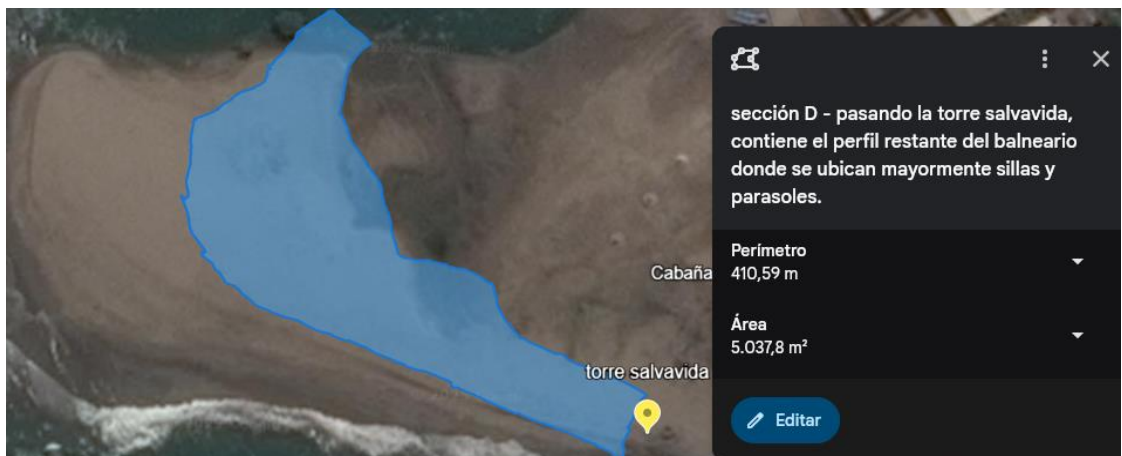 sección D - pasando la torre salvavida,
contiene el perfil restante del balneario
donde se ubican mayormente sillas y
parasoles.
Perímetro
410,59 m
Cabaña
Área
5.037,8 m²
torre salvavida
Editar